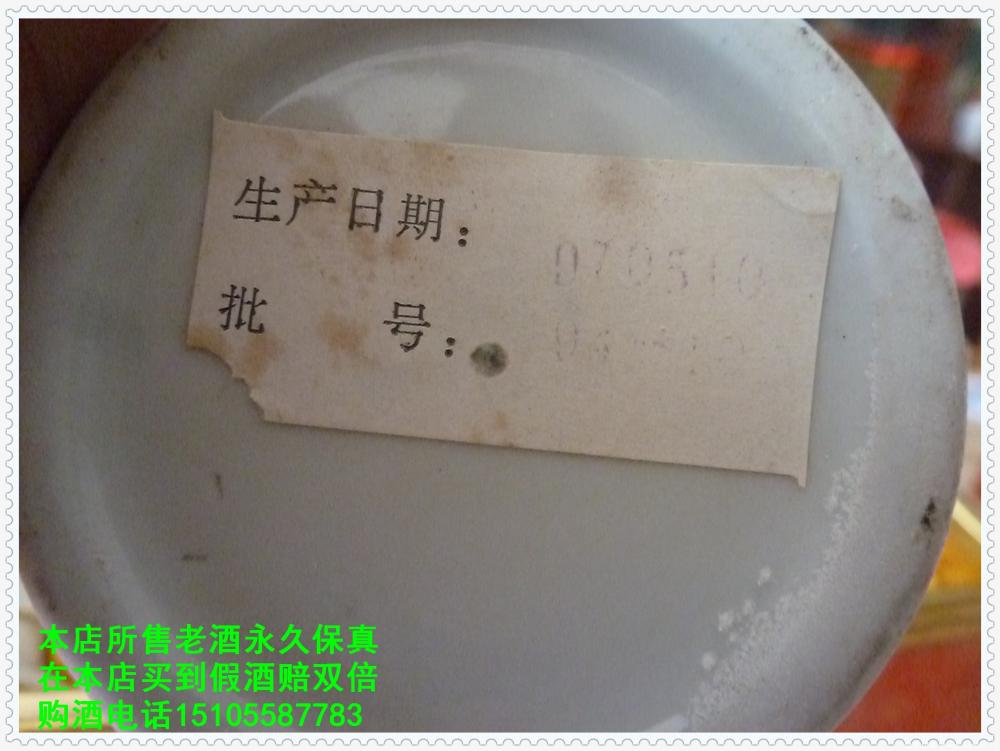 生产日期： 070510
批 号：
本店所售老酒永久保真
在本店买到假酒赔双倍
购酒电话15105587783